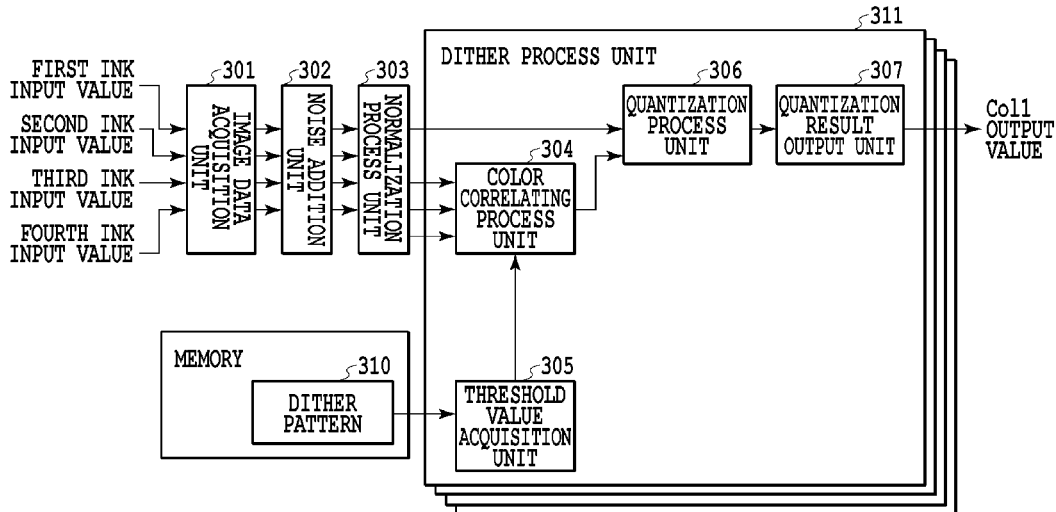 311
DITHER PROCESS UNIT
FIRST INK
INPUT VALUE
SECOND INK
INPUT VALUE
THIRD INK
INPUT VALUE
FOURTH INK
INPUT VALUE
301
IMAGE DATA
ACQUISITION
UNIT
302
NOISE ADDITION
UNIT
303
NORMALIZATION
PROCESS UNIT
304
COLOR
CORRELATING
PROCESS
UNIT
306
QUANTIZATION
PROCESS
UNIT
307
QUANTIZATION
RESULT
OUTPUT UNIT
Col1
OUTPUT
VALUE
MEMORY
310
DITHER
PATTERN
305
THRESHOLD
VALUE
ACQUISITION
UNIT